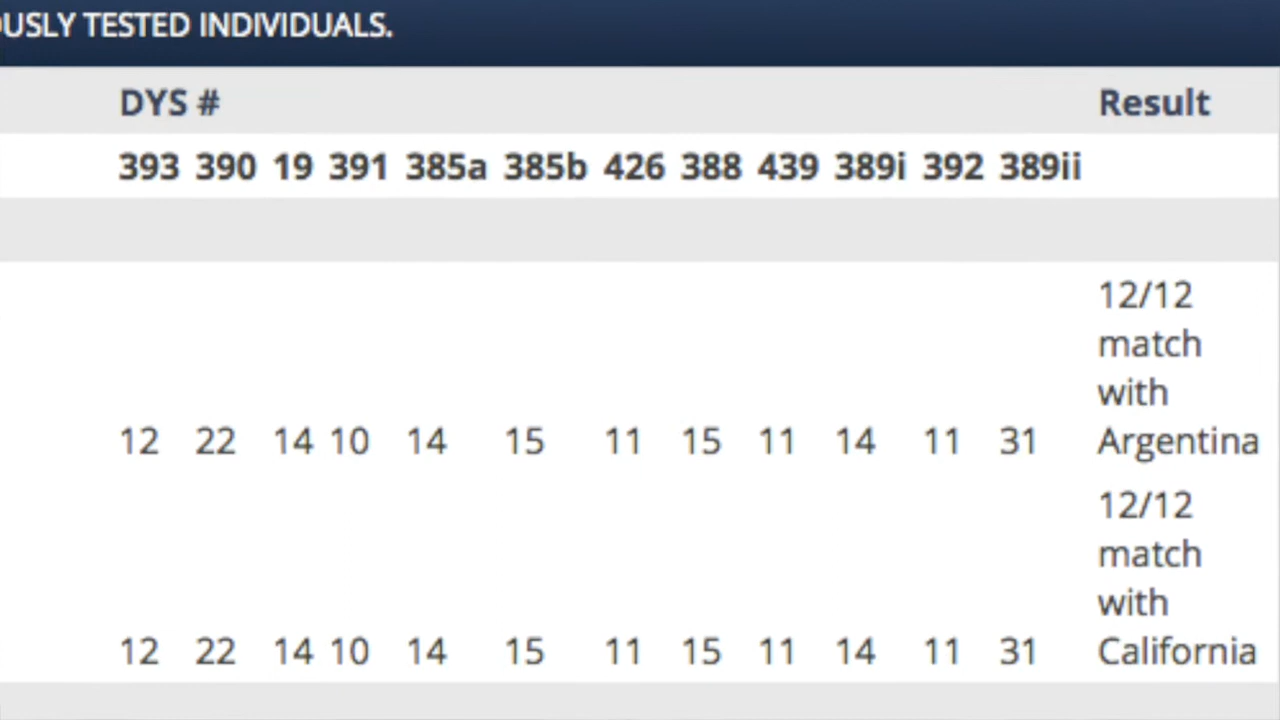 USLY TESTED INDIVIDUALS.
DYS # Result
393 390 19 391 385a 385b 426 388 439 389i 392 389ii
12/12
match
with
12 22 14 10 14 15 11 15 11 14 11 31 Argentina
12/12
match
with
12 22 14 10 14 15 11 15 11 14 11 31 California